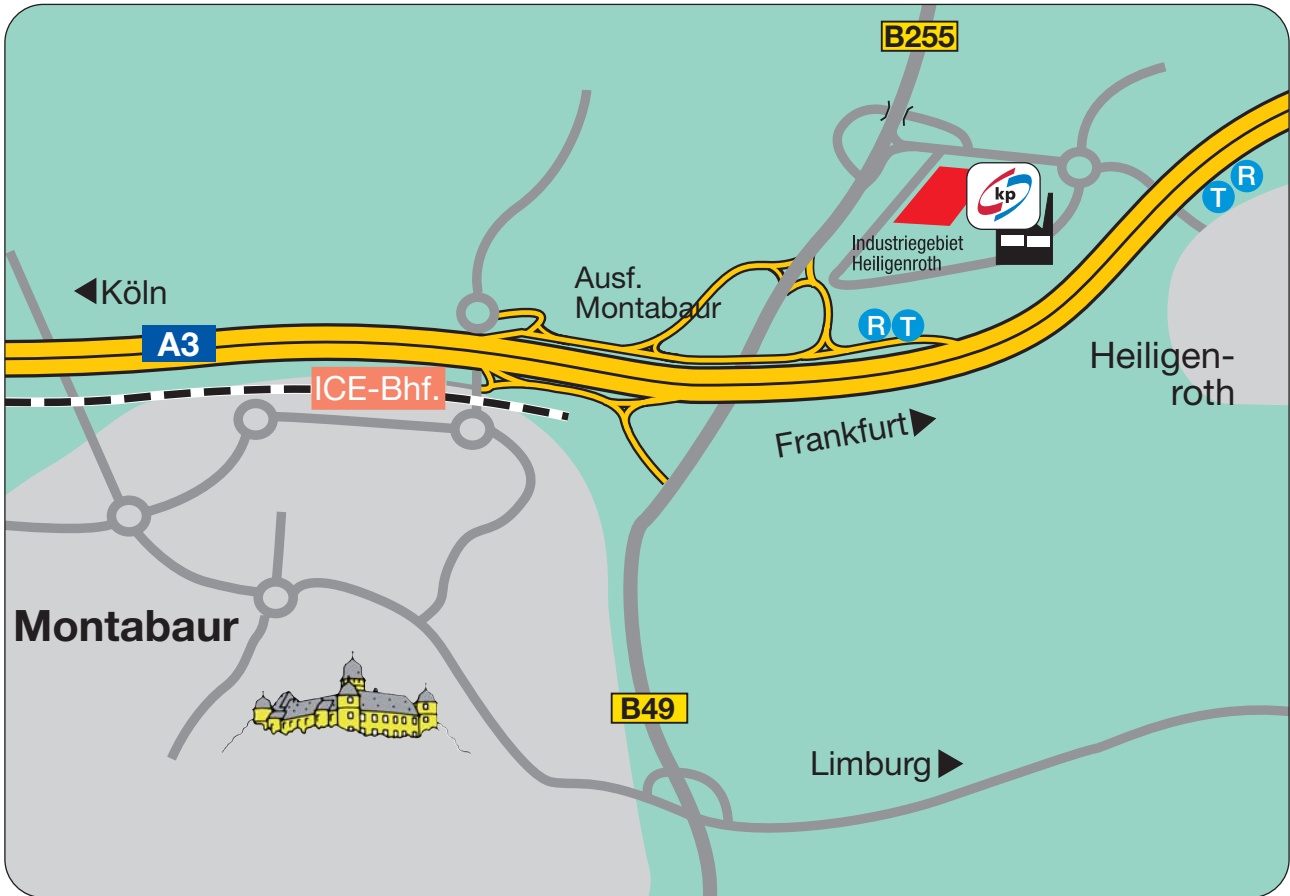 B255
R
T
kp
Industriegebiet
Heiligenroth
Köln
Ausf.
Montabaur
A3
R
T
ICE-Bhf.
Heiligen-
roth
Frankfurt
Montabaur
B49
Limburg